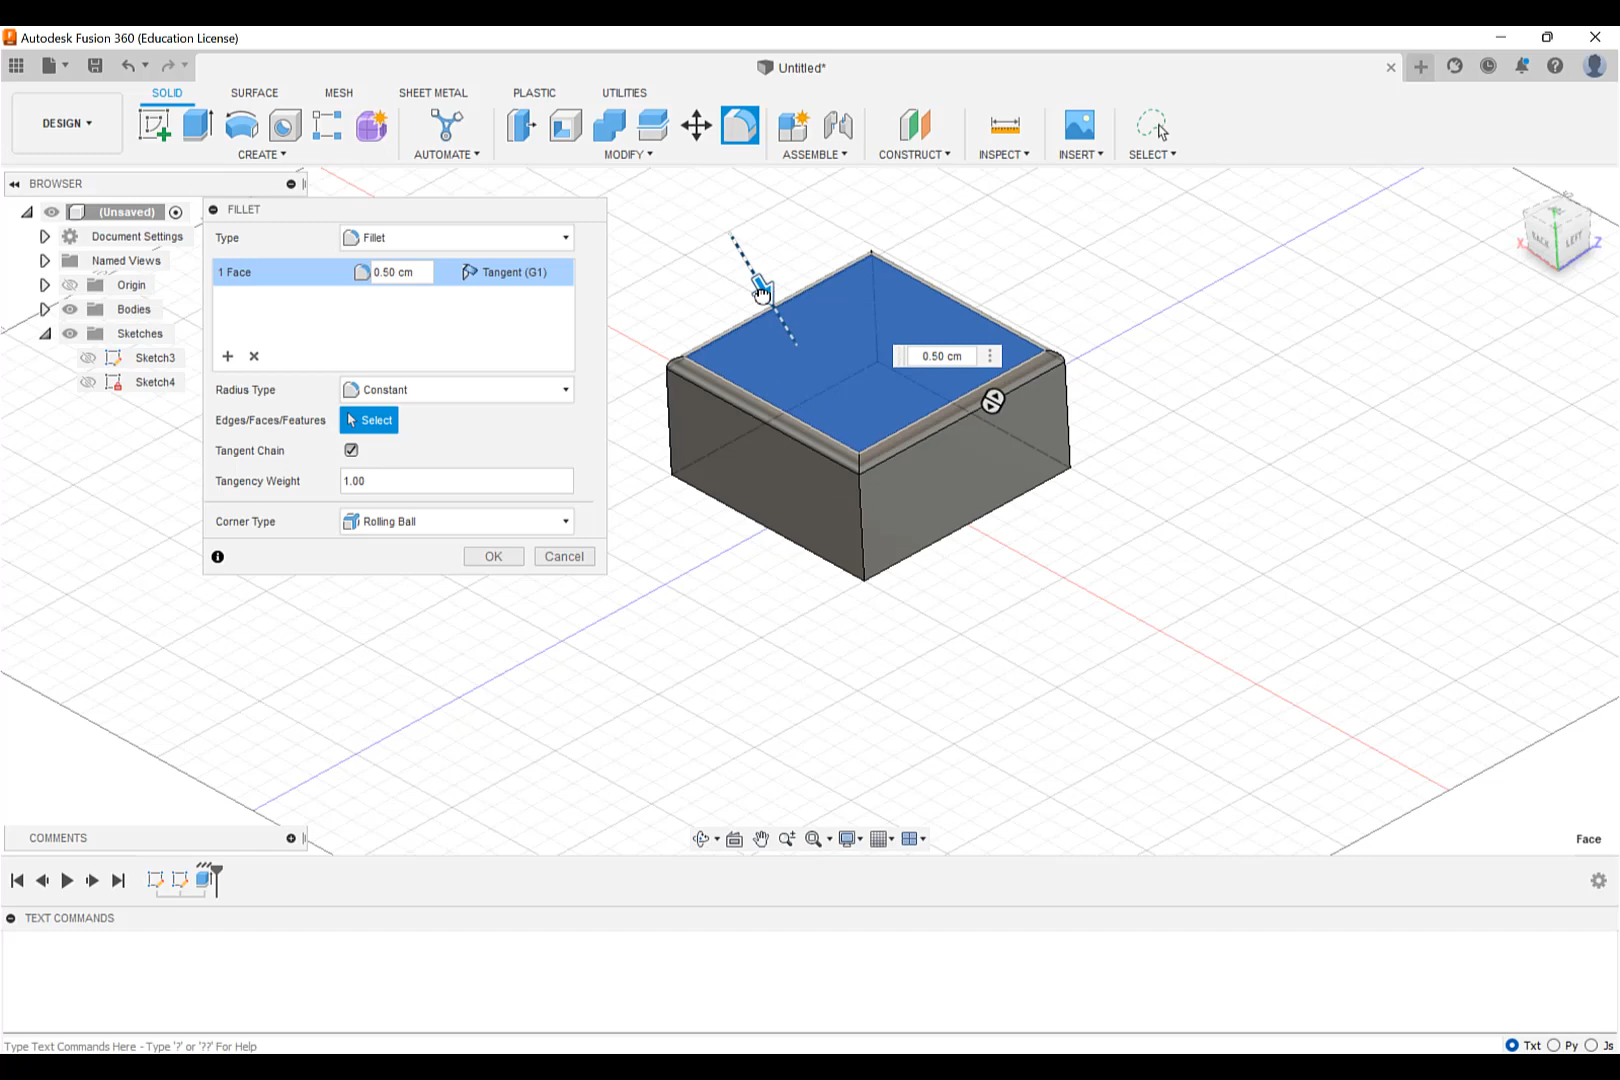 Autodesk Fusion 360 (Education License)
Untitled*
SOLID SURFACE MESH SHEET METAL PLASTIC UTILITIES
DESIGN
CREATE AUTOMATE MODIFY ASSEMBLE CONSTRUCT INSPECT INSERT SELECT
BROWSER
(Unsaved)
Document Settings
Named Views
Origin
Bodies
Sketches
Sketch3
Sketch4
FILLET
Type Fillet
1 Face 0.50 cm Tangent (G1)
Radius Type Constant
Edges/Faces/Features Select
Tangent Chain
Tangency Weight 1.00
Corner Type Rolling Ball
OK Cancel
0.50 cm
BACK LEFT
X Z
COMMENTS
Face
TEXT COMMANDS
Type Text Commands Here - Type '?' or '??' For Help
Txt Py Js